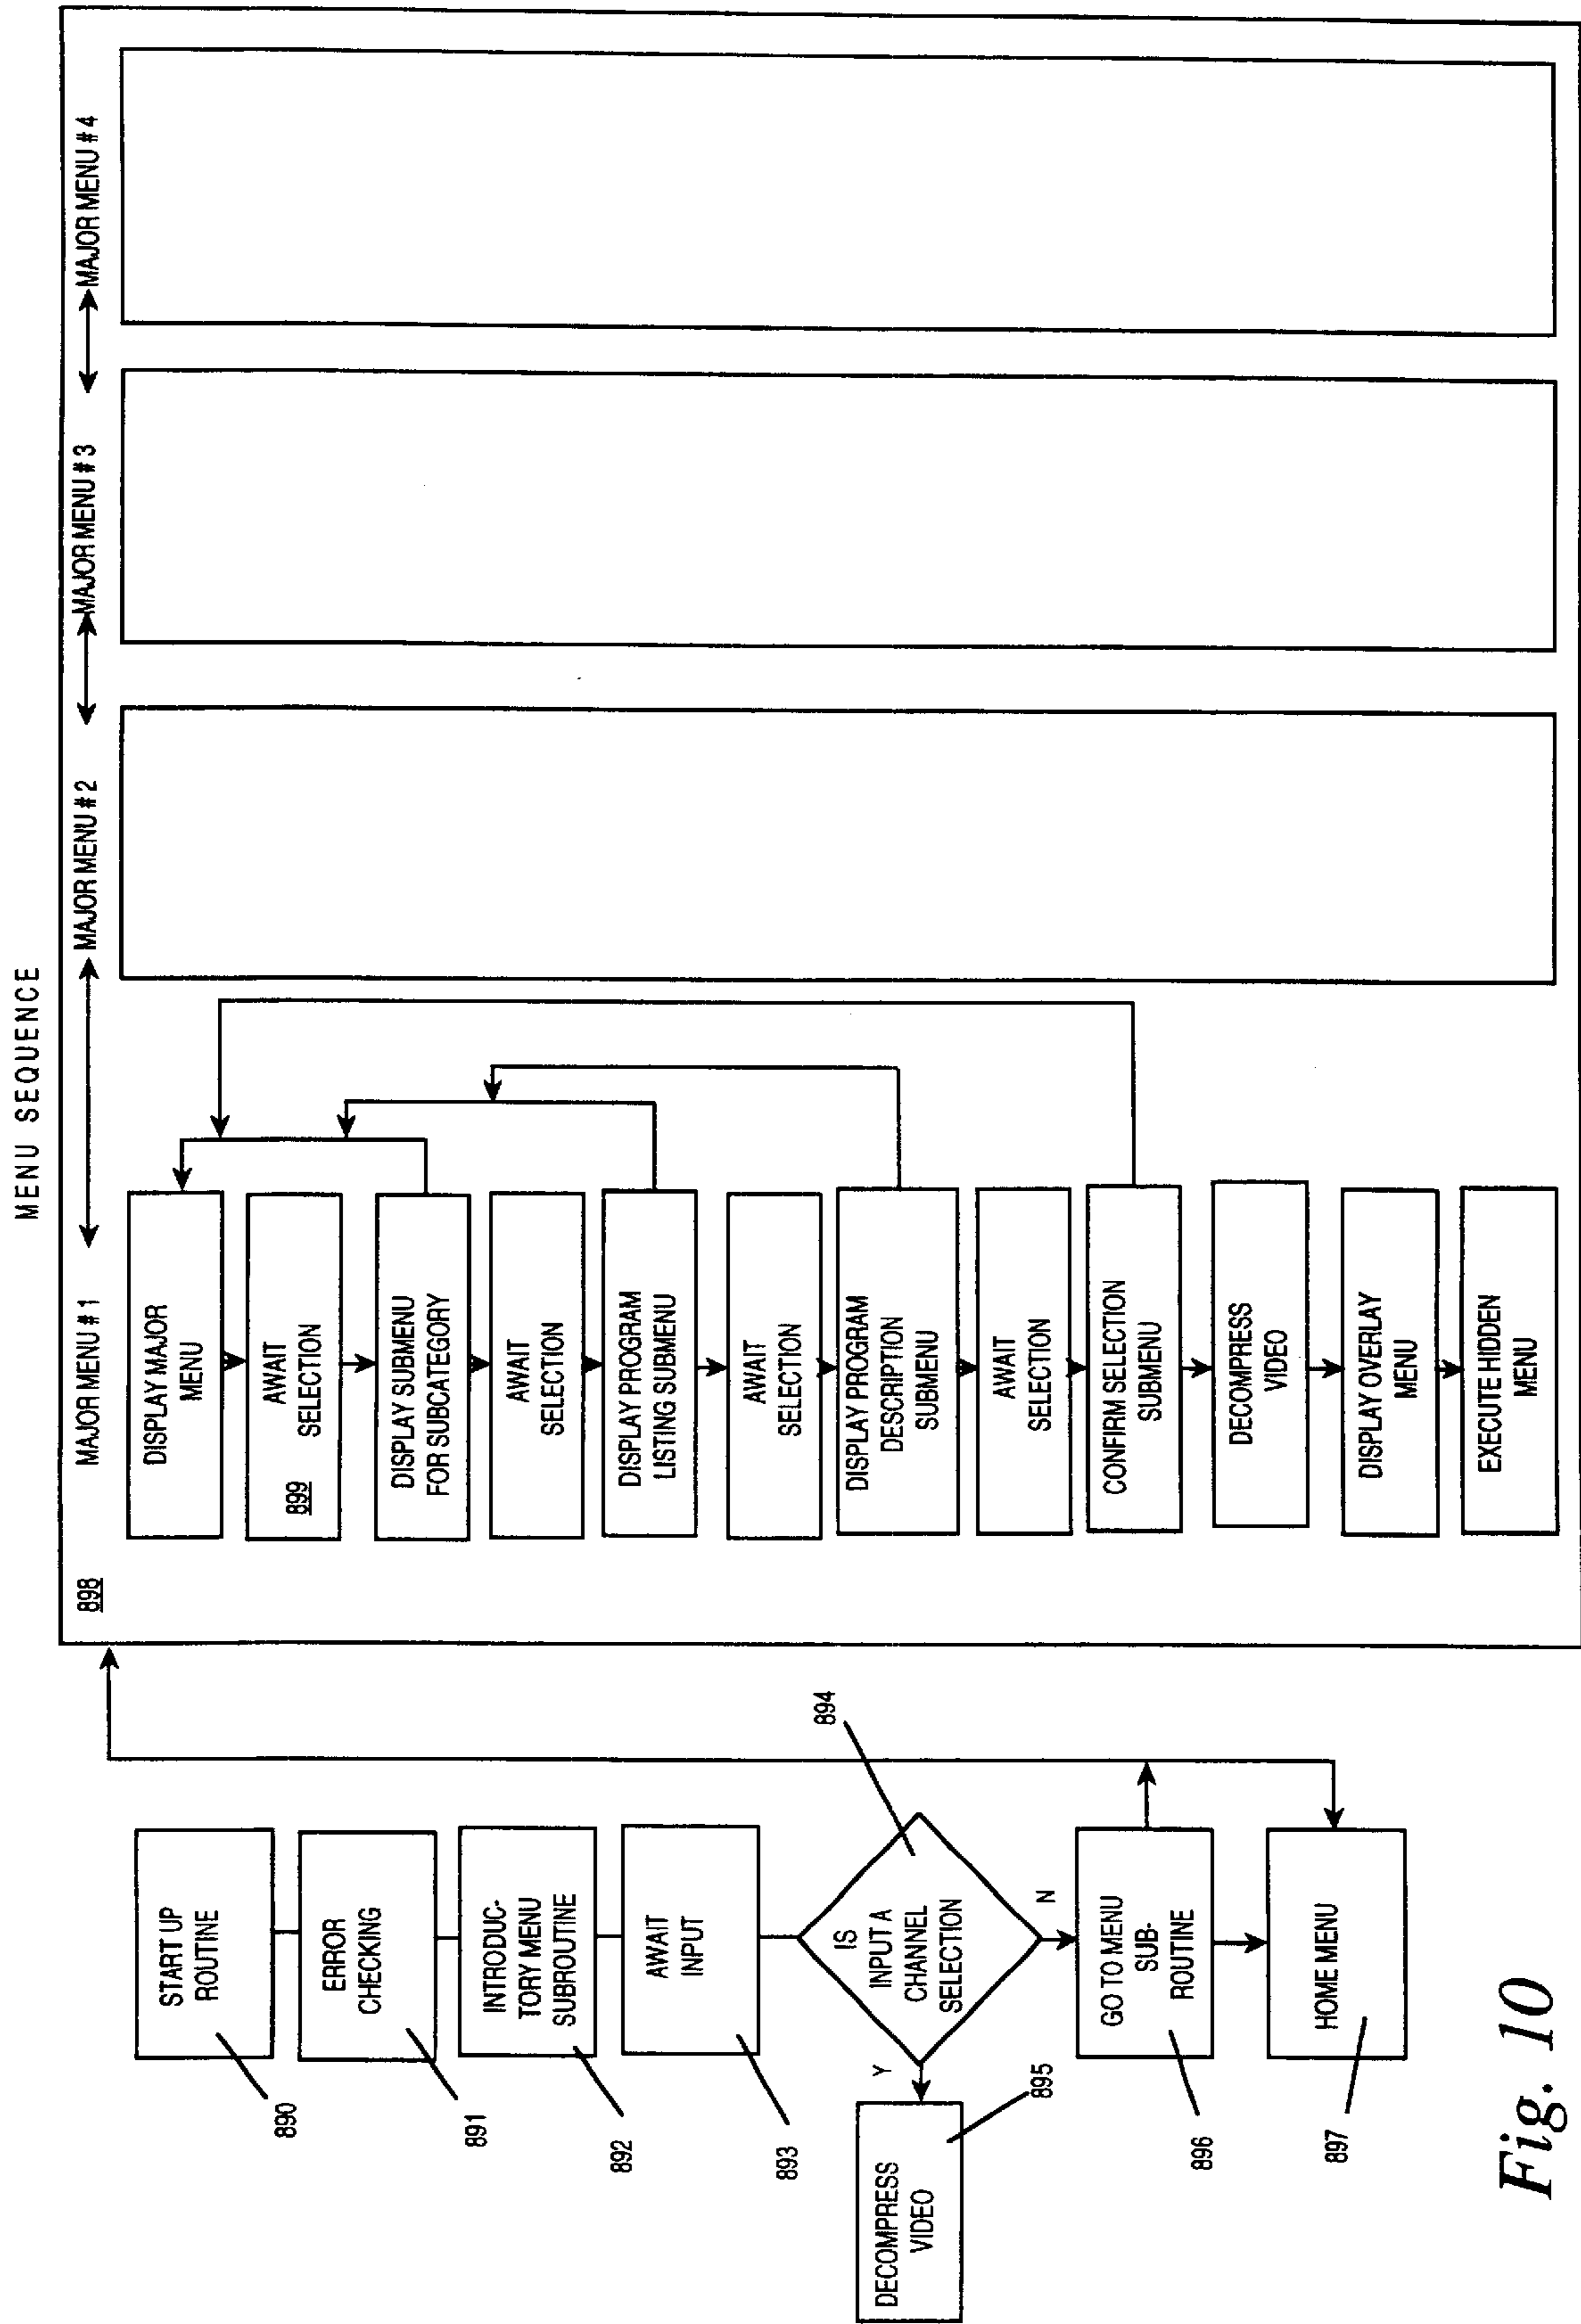 MENU SEQUENCE
START UP
ROUTINE
890
ERROR
CHECKING
891
INTRODUC-
TORY MENU
SUBROUTINE
892
AWAIT
INPUT
893
IS
INPUT A
CHANNEL
SELECTION
894
Y
N
DECOMPRESS
VIDEO
895
GO TO MENU
SUB-
ROUTINE
896
HOME MENU
897
898
MAJOR MENU # 1
MAJOR MENU # 2
MAJOR MENU # 3
MAJOR MENU # 4
DISPLAY MAJOR
MENU
AWAIT
SELECTION
899
DISPLAY SUBMENU
FOR SUBCATEGORY
AWAIT
SELECTION
DISPLAY PROGRAM
LISTING SUBMENU
AWAIT
SELECTION
DISPLAY PROGRAM
DESCRIPTION
SUBMENU
AWAIT
SELECTION
CONFIRM SELECTION
SUBMENU
DECOMPRESS
VIDEO
DISPLAY OVERLAY
MENU
EXECUTE HIDDEN
MENU
Fig. 10